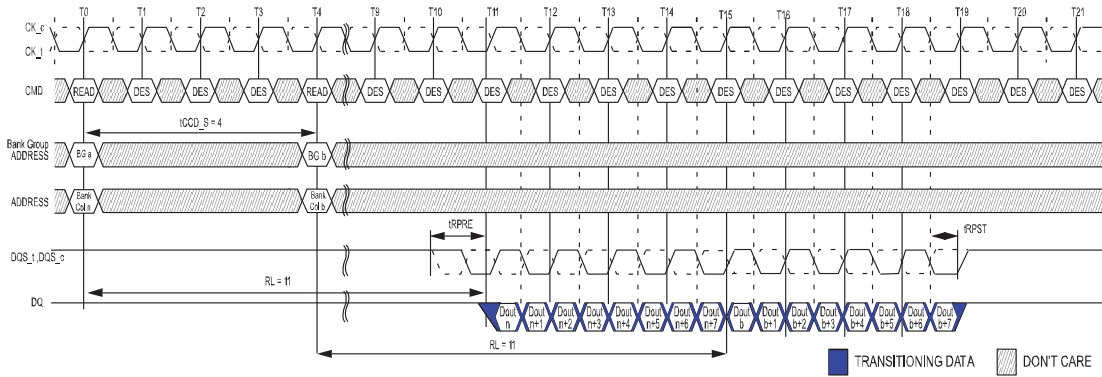 T0 T1 T2 T3 T4 T9 T10 T11 T12 T13 T14 T15 T16 T17 T18 T19 T20 T21
CK_c
CK_t
CMD READ DES DES DES READ DES DES DES DES DES DES DES DES DES DES DES DES DES
tCCD_S = 4
Bank Group
ADDRESS BG a BG b
ADDRESS Bank Col n Bank Col b
tRPRE tRPST
DQS_t,DQS_c
RL = 11
DQ Dout n Dout n+1 Dout n+2 Dout n+3 Dout n+4 Dout n+5 Dout n+6 Dout n+7 Dout b Dout b+1 Dout b+2 Dout b+3 Dout b+4 Dout b+5 Dout b+6 Dout b+7
RL = 11
TRANSITIONING DATA DON'T CARE